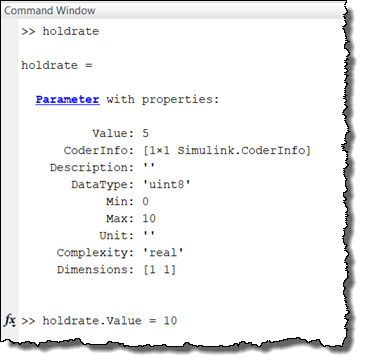 Command Window
>> holdrate
holdrate =
Parameter with properties:
Value: 5
CoderInfo: [1×1 Simulink.CoderInfo]
Description: ''
DataType: 'uint8'
Min: 0
Max: 10
Unit: ''
Complexity: 'real'
Dimensions: [1 1]
fx >> holdrate.Value = 10